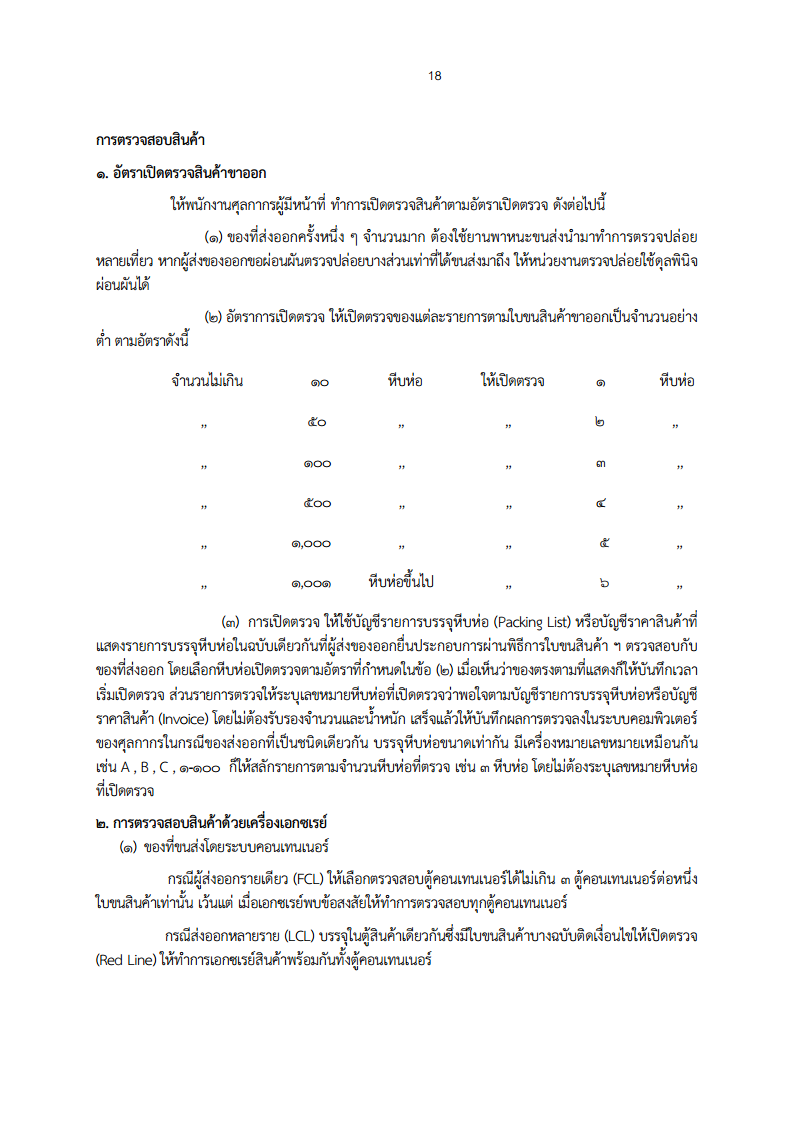 18
การตรวจสอบสินค้า
๑. อัตราเปิดตรวจสินค้าขาออก
ให้พนักงานศุลกากรผู้มีหน้าที่ ทำการเปิดตรวจสินค้าตามอัตราเปิดตรวจ ดังต่อไปนี้
(๑) ของที่ส่งออกครั้งหนึ่ง ๆ จำนวนมาก ต้องใช้ยานพาหนะขนส่งนำมาทำการตรวจปล่อย
หลายเที่ยว หากผู้ส่งของออกขอผ่อนผันตรวจปล่อยบางส่วนเท่าที่ได้ขนส่งมาถึง ให้หน่วยงานตรวจปล่อยใช้ดุลพินิจ
ผ่อนผันได้
(๒) อัตราการเปิดตรวจ ให้เปิดตรวจของแต่ละรายการตามใบขนสินค้าขาออกเป็นจำนวนอย่าง
ต่ำ ตามอัตราดังนี้
จำนวนไม่เกิน ๑๐ หีบห่อ ให้เปิดตรวจ ๑ หีบห่อ
„ ๕๐ „ „ ๒ „
„ ๑๐๐ „ „ ๓ „
„ ๕๐๐ „ „ ๔ „
„ ๑,๐๐๐ „ „ ๕ „
„ ๑,๐๐๑ หีบห่อขึ้นไป „ ๖ „
(๓) การเปิดตรวจ ให้ใช้บัญชีรายการบรรจุหีบห่อ (Packing List) หรือบัญชีราคาสินค้าที่
แสดงรายการบรรจุหีบห่อในฉบับเดียวกันที่ผู้ส่งของออกยื่นประกอบการผ่านพิธีการใบขนสินค้า ฯ ตรวจสอบกับ
ของที่ส่งออก โดยเลือกหีบห่อเปิดตรวจตามอัตราที่กำหนดในข้อ (๒) เมื่อเห็นว่าของตรงตามที่แสดงก็ให้บันทึกเวลา
เริ่มเปิดตรวจ ส่วนรายการตรวจให้ระบุเลขหมายหีบห่อที่เปิดตรวจว่าพอใจตามบัญชีรายการบรรจุหีบห่อหรือบัญชี
ราคาสินค้า (Invoice) โดยไม่ต้องรับรองจำนวนและน้ำหนัก เสร็จแล้วให้บันทึกผลการตรวจลงในระบบคอมพิวเตอร์
ของศุลกากรในกรณีของส่งออกที่เป็นชนิดเดียวกัน บรรจุหีบห่อขนาดเท่ากัน มีเครื่องหมายเลขหมายเหมือนกัน
เช่น A , B , C , ๑-๑๐๐ ก็ให้สลักรายการตามจำนวนหีบห่อที่ตรวจ เช่น ๓ หีบห่อ โดยไม่ต้องระบุเลขหมายหีบห่อ
ที่เปิดตรวจ
๒. การตรวจสอบสินค้าด้วยเครื่องเอกซเรย์
(๑) ของที่ขนส่งโดยระบบคอนเทนเนอร์
กรณีผู้ส่งออกรายเดียว (FCL) ให้เลือกตรวจสอบตู้คอนเทนเนอร์ได้ไม่เกิน ๓ ตู้คอนเทนเนอร์ต่อหนึ่ง
ใบขนสินค้าเท่านั้น เว้นแต่ เมื่อเอกซเรย์พบข้อสงสัยให้ทำการตรวจสอบทุกตู้คอนเทนเนอร์
กรณีส่งออกหลายราย (LCL) บรรจุในตู้สินค้าเดียวกันซึ่งมีใบขนสินค้าบางฉบับติดเงื่อนไขให้เปิดตรวจ
(Red Line) ให้ทำการเอกซเรย์สินค้าพร้อมกันทั้งตู้คอนเทนเนอร์